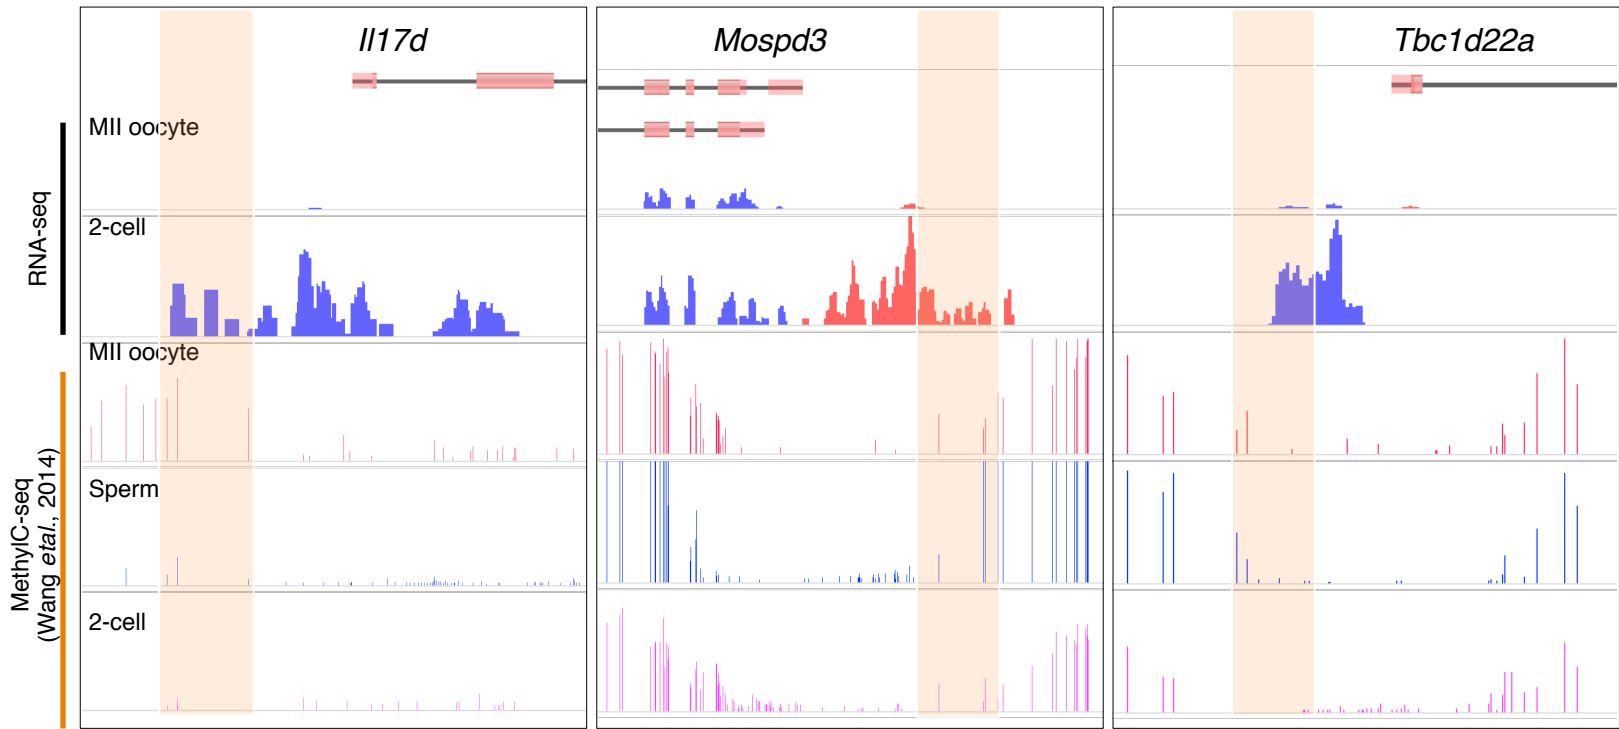 Il17d
Mospd3
Tbc1d22a
RNA-seq
MII oocyte
2-cell
MethylC-seq
(Wang etal., 2014)
MII oocyte
Sperm
2-cell